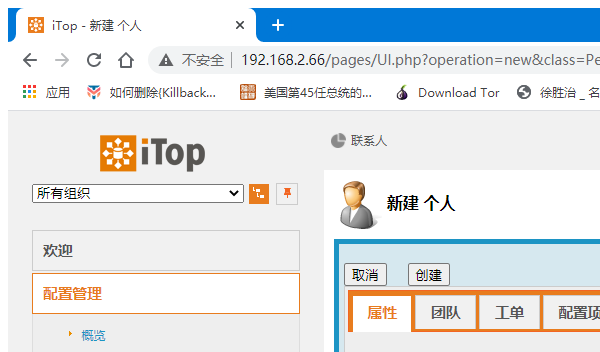 iTop - 新建 个人
不安全 192.168.2.66/pages/UI.php?operation=new&class=Pe
应用 如何删除(Killback... 美国第45任总统的... Download Tor 徐胜治 _ 名
iTop
联系人
所有组织
新建 个人
欢迎
取消 创建
配置管理
属性 团队 工单 配置项
概览